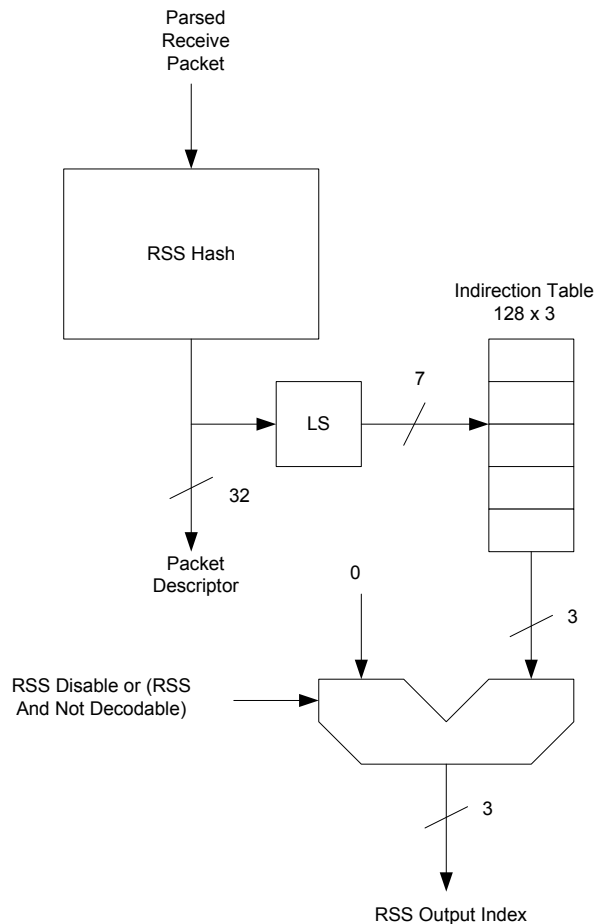 Parsed
Receive
Packet
RSS Hash
Indirection Table
128 x 3
7
LS
32
Packet
Descriptor
0
3
RSS Disable or (RSS
And Not Decodable)
3
RSS Output Index